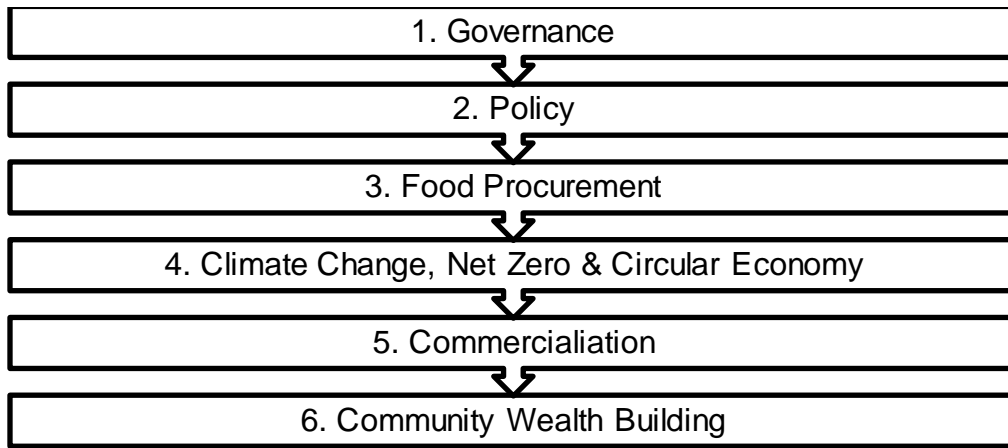 1. Governance
2. Policy
3. Food Procurement
4. Climate Change, Net Zero & Circular Economy
5. Commercialiation
6. Community Wealth Building